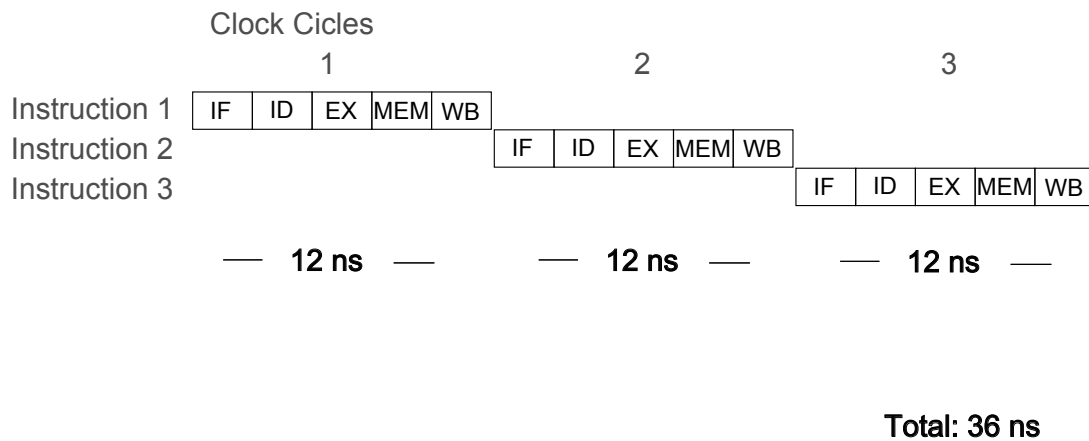 Clock Cicles
1 2 3
Instruction 1 IF ID EX MEM WB
Instruction 2 IF ID EX MEM WB
Instruction 3 IF ID EX MEM WB
12 ns 12 ns 12 ns
Total: 36 ns